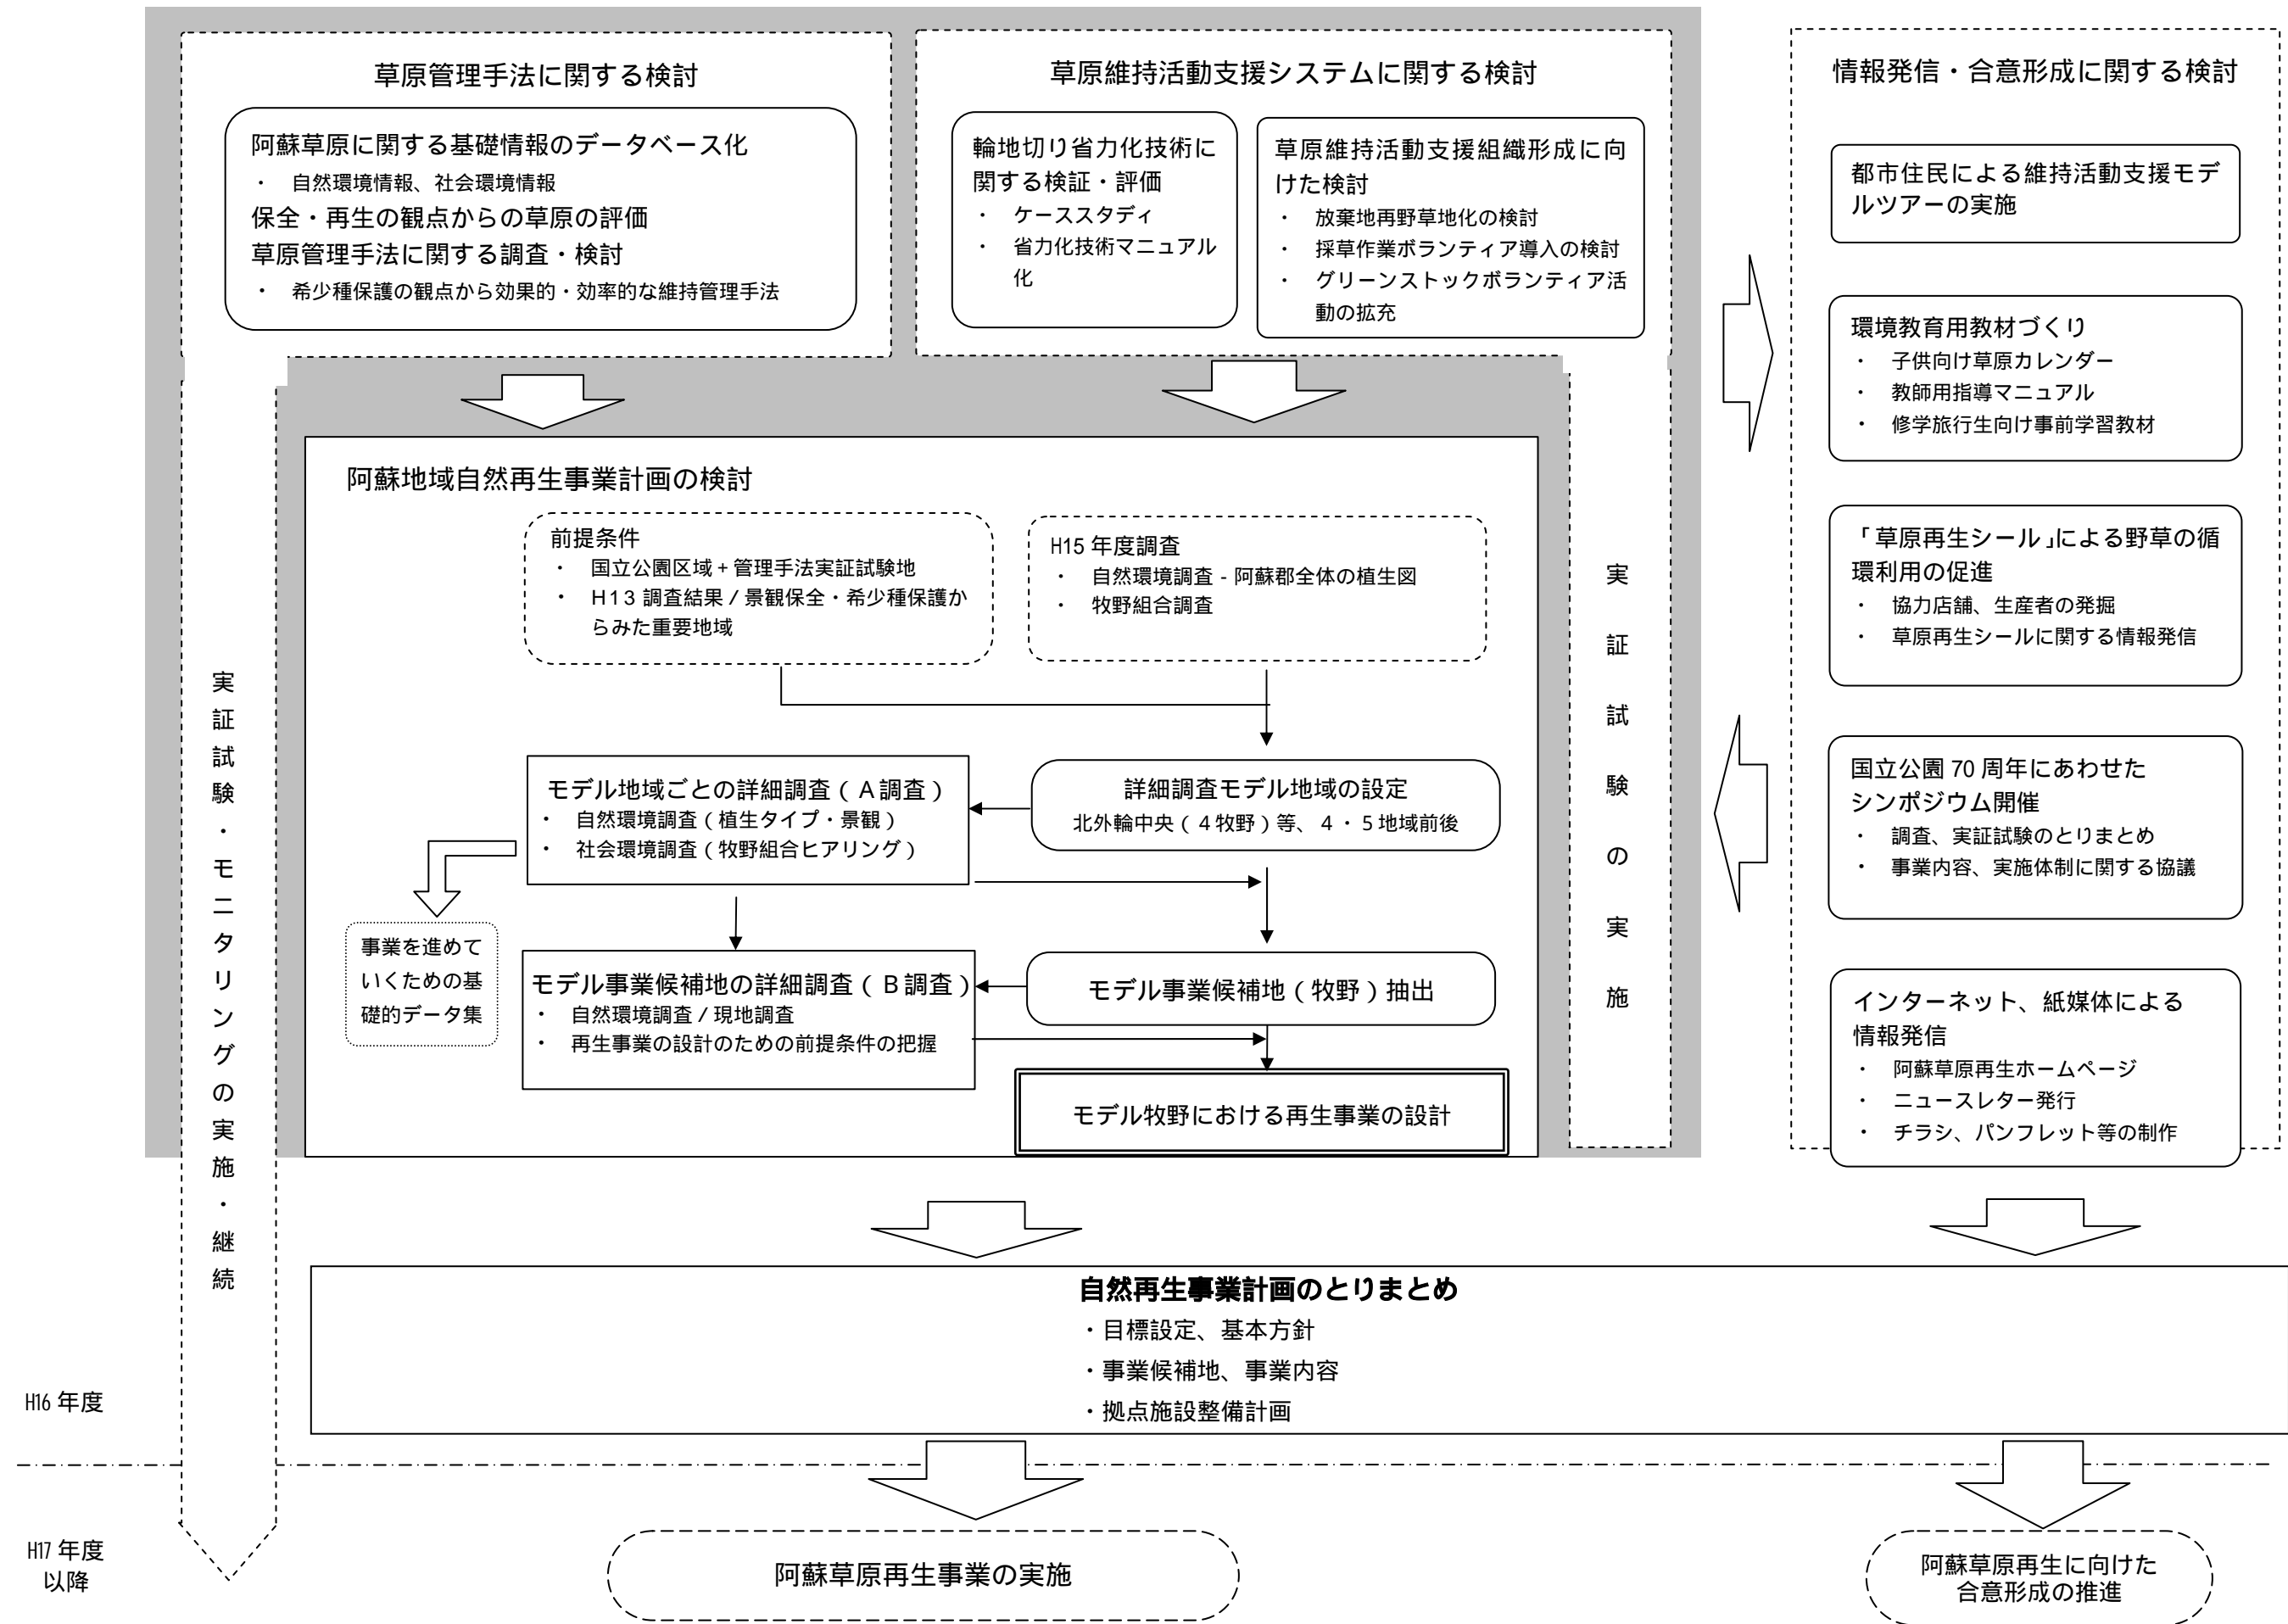 草原管理手法に関する検討
阿蘇草原に関する基礎情報のデータベース化
・ 自然環境情報、社会環境情報
保全・再生の観点からの草原の評価
草原管理手法に関する調査・検討
・ 希少種保護の観点から効果的・効率的な維持管理手法
草原維持活動支援システムに関する検討
輪地切り省力化技術に
関する検証・評価
・ ケーススタディ
・ 省力化技術マニュアル
化
草原維持活動支援組織形成に向
けた検討
・ 放棄地再野草地化の検討
・ 採草作業ボランティア導入の検討
・ グリーンストックボランティア活
動の拡充
情報発信・合意形成に関する検討
都市住民による維持活動支援モデ
ルツアーの実施
環境教育用教材づくり
・ 子供向け草原カレンダー
・ 教師用指導マニュアル
・ 修学旅行生向け事前学習教材
「草原再生シール」による野草の循
環利用の促進
・ 協力店舗、生産者の発掘
・ 草原再生シールに関する情報発信
国立公園 70 周年にあわせた
シンポジウム開催
・ 調査、実証試験のとりまとめ
・ 事業内容、実施体制に関する協議
インターネット、紙媒体による
情報発信
・ 阿蘇草原再生ホームページ
・ ニュースレター発行
・ チラシ、パンフレット等の制作
阿蘇地域自然再生事業計画の検討
前提条件
・ 国立公園区域+管理手法実証試験地
・ H13 調査結果/景観保全・希少種保護か
らみた重要地域
H15 年度調査
・ 自然環境調査 - 阿蘇郡全体の植生図
・ 牧野組合調査
モデル地域ごとの詳細調査(A調査)
・ 自然環境調査(植生タイプ・景観)
・ 社会環境調査(牧野組合ヒアリング)
詳細調査モデル地域の設定
北外輪中央(4牧野)等、4・5地域前後
事業を進めて
いくための基
礎的データ集
モデル事業候補地の詳細調査(B調査)
・ 自然環境調査/現地調査
・ 再生事業の設計のための前提条件の把握
モデル事業候補地(牧野)抽出
モデル牧野における再生事業の設計
実証試験の実施
実証試験・モニタリングの実施・継続
自然再生事業計画のとりまとめ
・目標設定、基本方針
・事業候補地、事業内容
・拠点施設整備計画
H16 年度
H17 年度
以降
阿蘇草原再生事業の実施
阿蘇草原再生に向けた
合意形成の推進